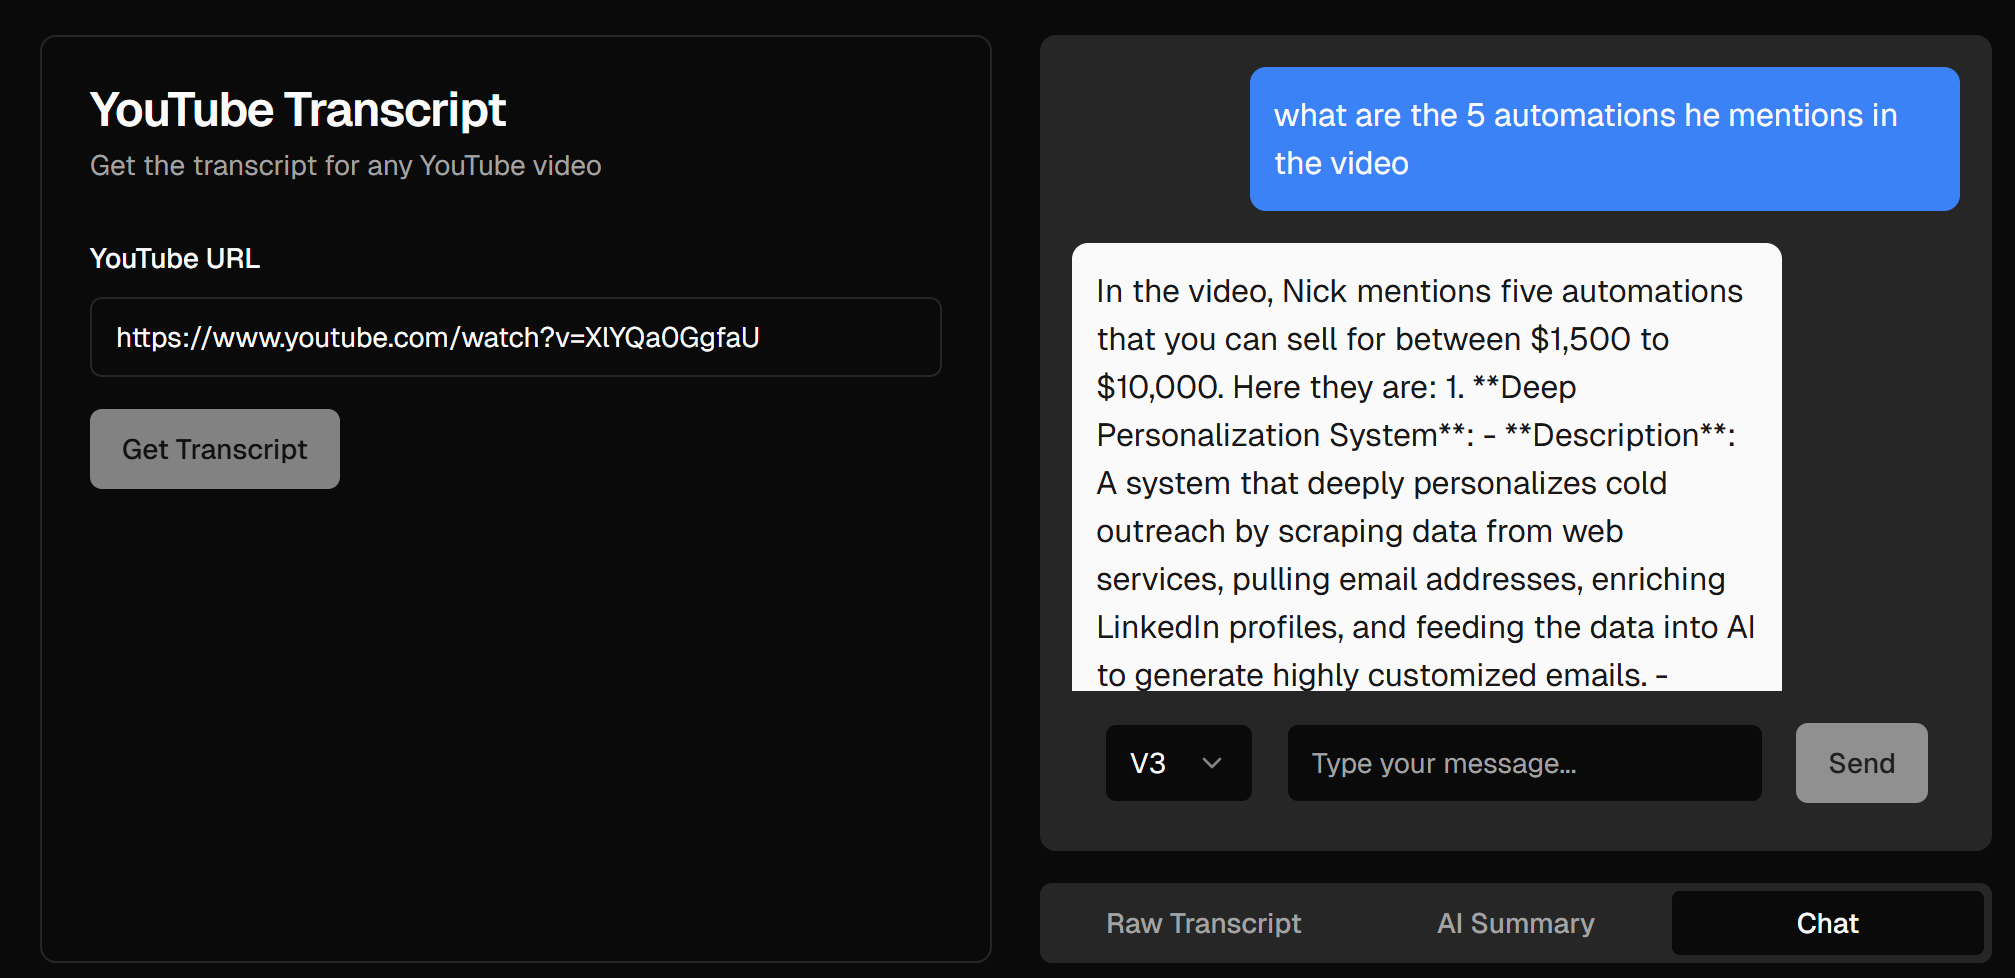 YouTube Transcript
Get the transcript for any YouTube video
YouTube URL
https://www.youtube.com/watch?v=XlYQa0GgfaU
Get Transcript
what are the 5 automations he mentions in
the video
In the video, Nick mentions five automations
that you can sell for between $1,500 to
$10,000. Here they are: 1. **Deep
Personalization System**: - **Description**:
A system that deeply personalizes cold
outreach by scraping data from web
services, pulling email addresses, enriching
LinkedIn profiles, and feeding the data into AI
to generate highly customized emails. -
V3
Type your message...
Send
Raw Transcript
AI Summary
Chat